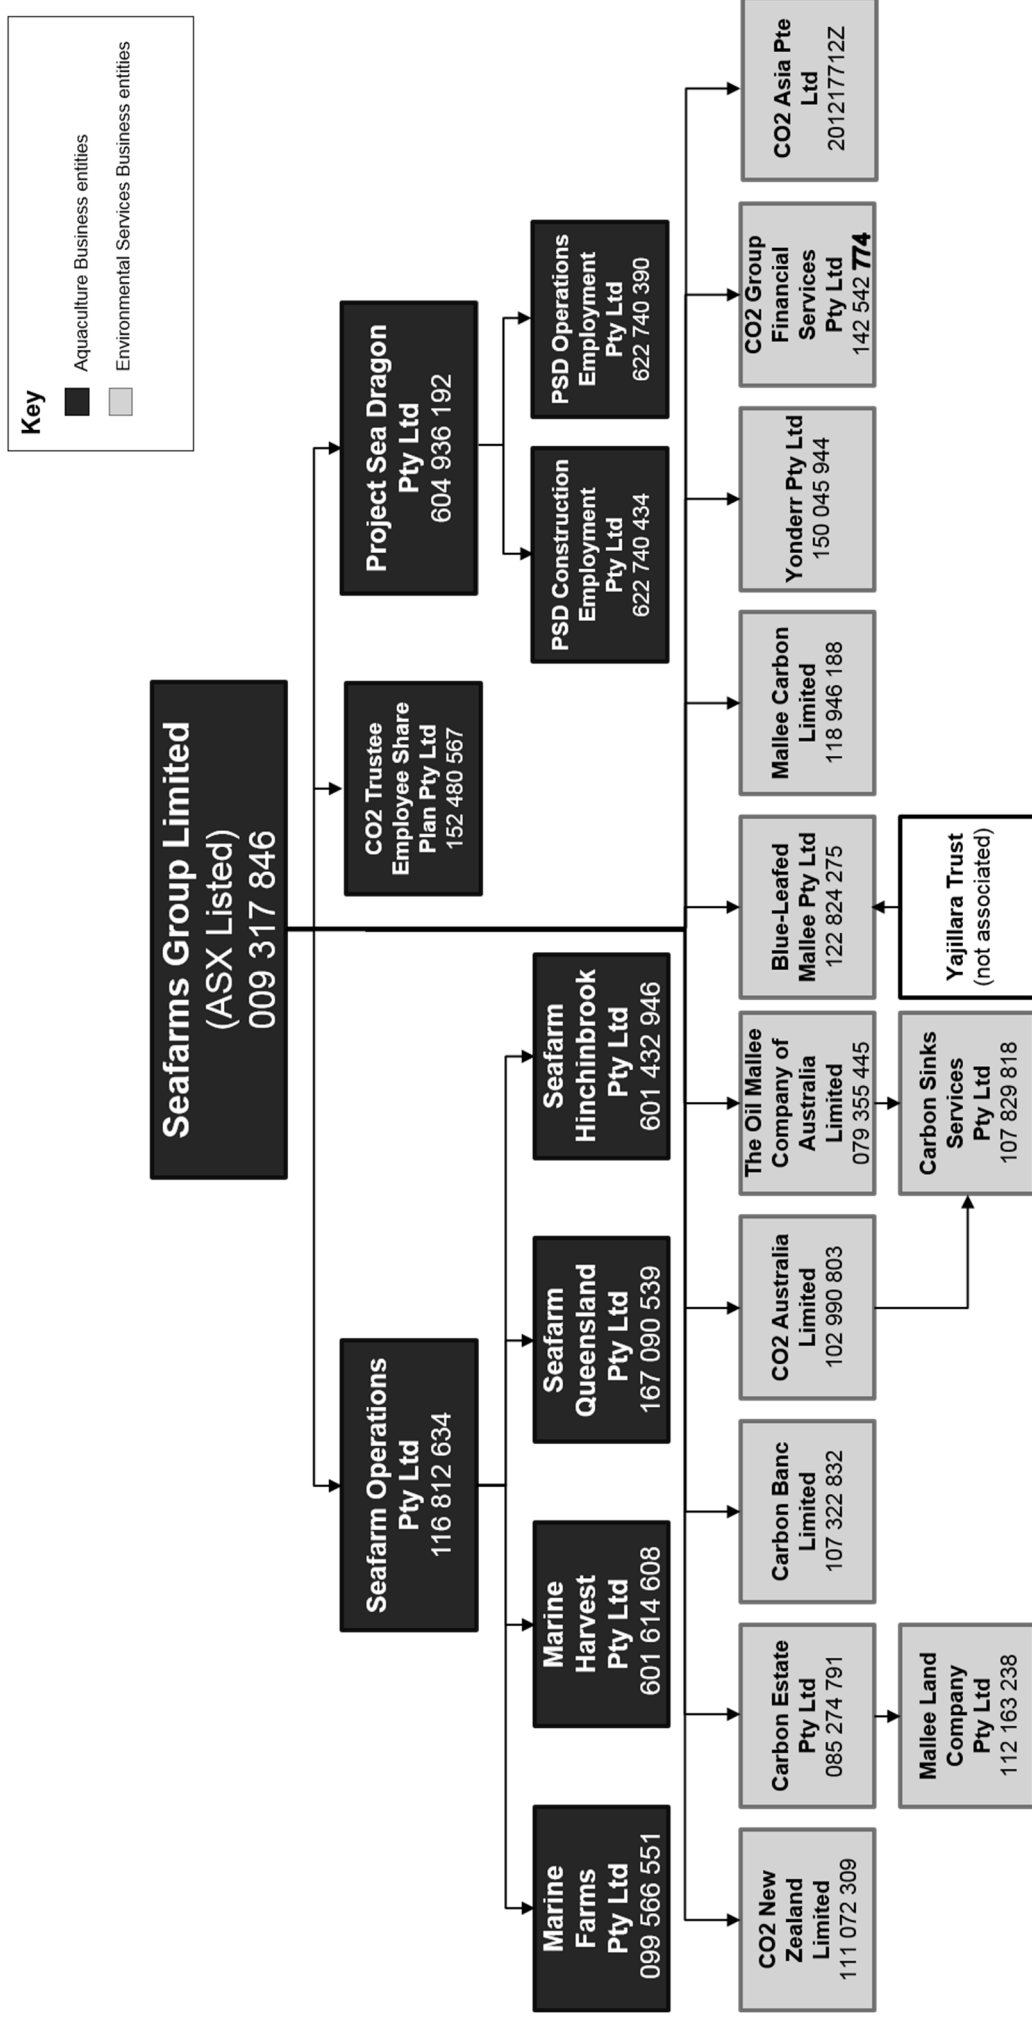 Key
Aquaculture Business entities
Environmental Services Business entities
Seafarms Group Limited
(ASX Listed)
009 317 846
Seafarm Operations
Pty Ltd
116 812 634
CO2 Trustee
Employee Share
Plan Pty Ltd
152 480 567
Project Sea Dragon
Pty Ltd
604 936 192
Marine
Farms
Pty Ltd
099 566 551
Marine
Harvest
Pty Ltd
601 614 608
Seafarm
Queensland
Pty Ltd
167 090 539
Seafarm
Hinchinbrook
Pty Ltd
601 432 946
PSD Construction
Employment
Pty Ltd
622 740 434
PSD Operations
Employment
Pty Ltd
622 740 390
CO2 New
Zealand
Limited
111 072 309
Carbon Estate
Pty Ltd
085 274 791
Carbon Banc
Limited
107 322 832
CO2 Australia
Limited
102 990 803
The Oil Mallee
Company of
Australia
Limited
079 355 445
Blue-Leafed
Mallee Pty Ltd
122 824 275
Mallee Carbon
Limited
118 946 188
Yonderr Pty Ltd
150 045 944
CO2 Group
Financial
Services
Pty Ltd
142 542 774
CO2 Asia Pte
Ltd
201217712Z
Mallee Land
Company
Pty Ltd
112 163 238
Carbon Sinks
Services
Pty Ltd
107 829 818
Yajillara Trust
(not associated)